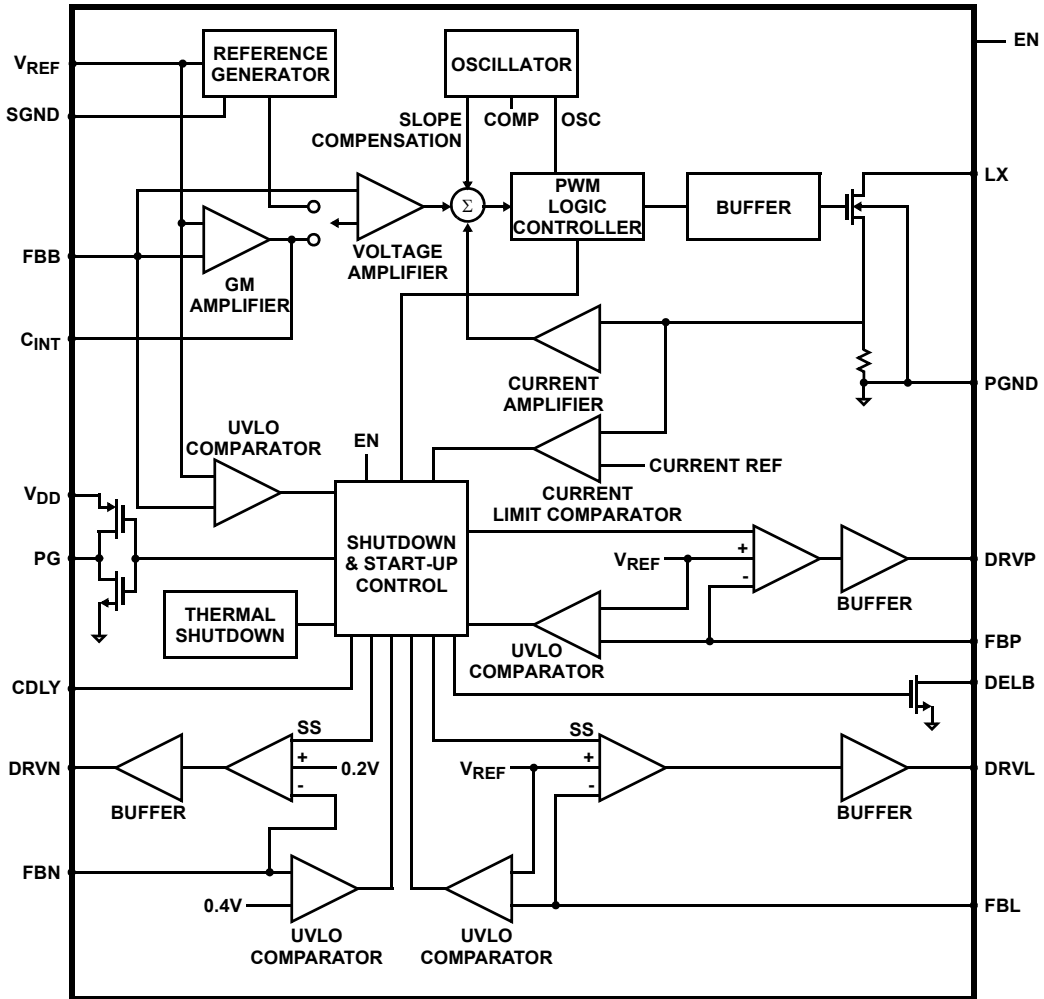 EN
VREF
REFERENCE
GENERATOR
OSCILLATOR
SGND
SLOPE
COMPENSATION
COMP
OSC
LX
PWM
LOGIC
CONTROLLER
BUFFER
Σ
FBB
GM
AMPLIFIER
VOLTAGE
AMPLIFIER
CINT
CURRENT
AMPLIFIER
PGND
UVLO
COMPARATOR
EN
CURRENT REF
CURRENT
LIMIT COMPARATOR
VDD
PG
SHUTDOWN
& START-UP
CONTROL
VREF
+
-
BUFFER
DRVP
THERMAL
SHUTDOWN
UVLO
COMPARATOR
FBP
CDLY
DELB
SS
+
-
0.2V
DRVN
BUFFER
SS
VREF
+
-
BUFFER
DRVL
FBN
0.4V
UVLO
COMPARATOR
UVLO
COMPARATOR
FBL